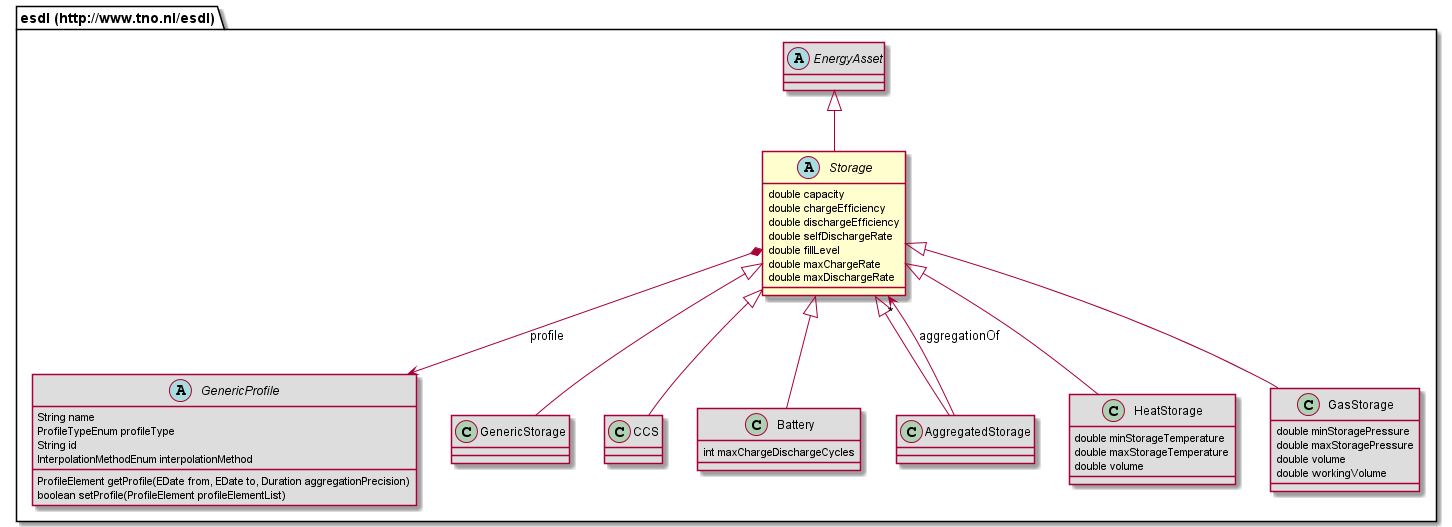 esdl (http://www.tno.nl/esdl)
A EnergyAsset
A Storage
double capacity
double chargeEfficiency
double dischargeEfficiency
double selfDischargeRate
double fillLevel
double maxChargeRate
double maxDischargeRate
profile
aggregationOf
A GenericProfile
String name
ProfileTypeEnum profileType
String id
InterpolationMethodEnum interpolationMethod
ProfileElement getProfile(EDate from, EDate to, Duration aggregationPrecision)
boolean setProfile(ProfileElement profileElementList)
C GenericStorage
C CCS
C Battery
int maxChargeDischargeCycles
C AggregatedStorage
C HeatStorage
double minStorageTemperature
double maxStorageTemperature
double volume
C GasStorage
double minStoragePressure
double maxStoragePressure
double volume
double workingVolume